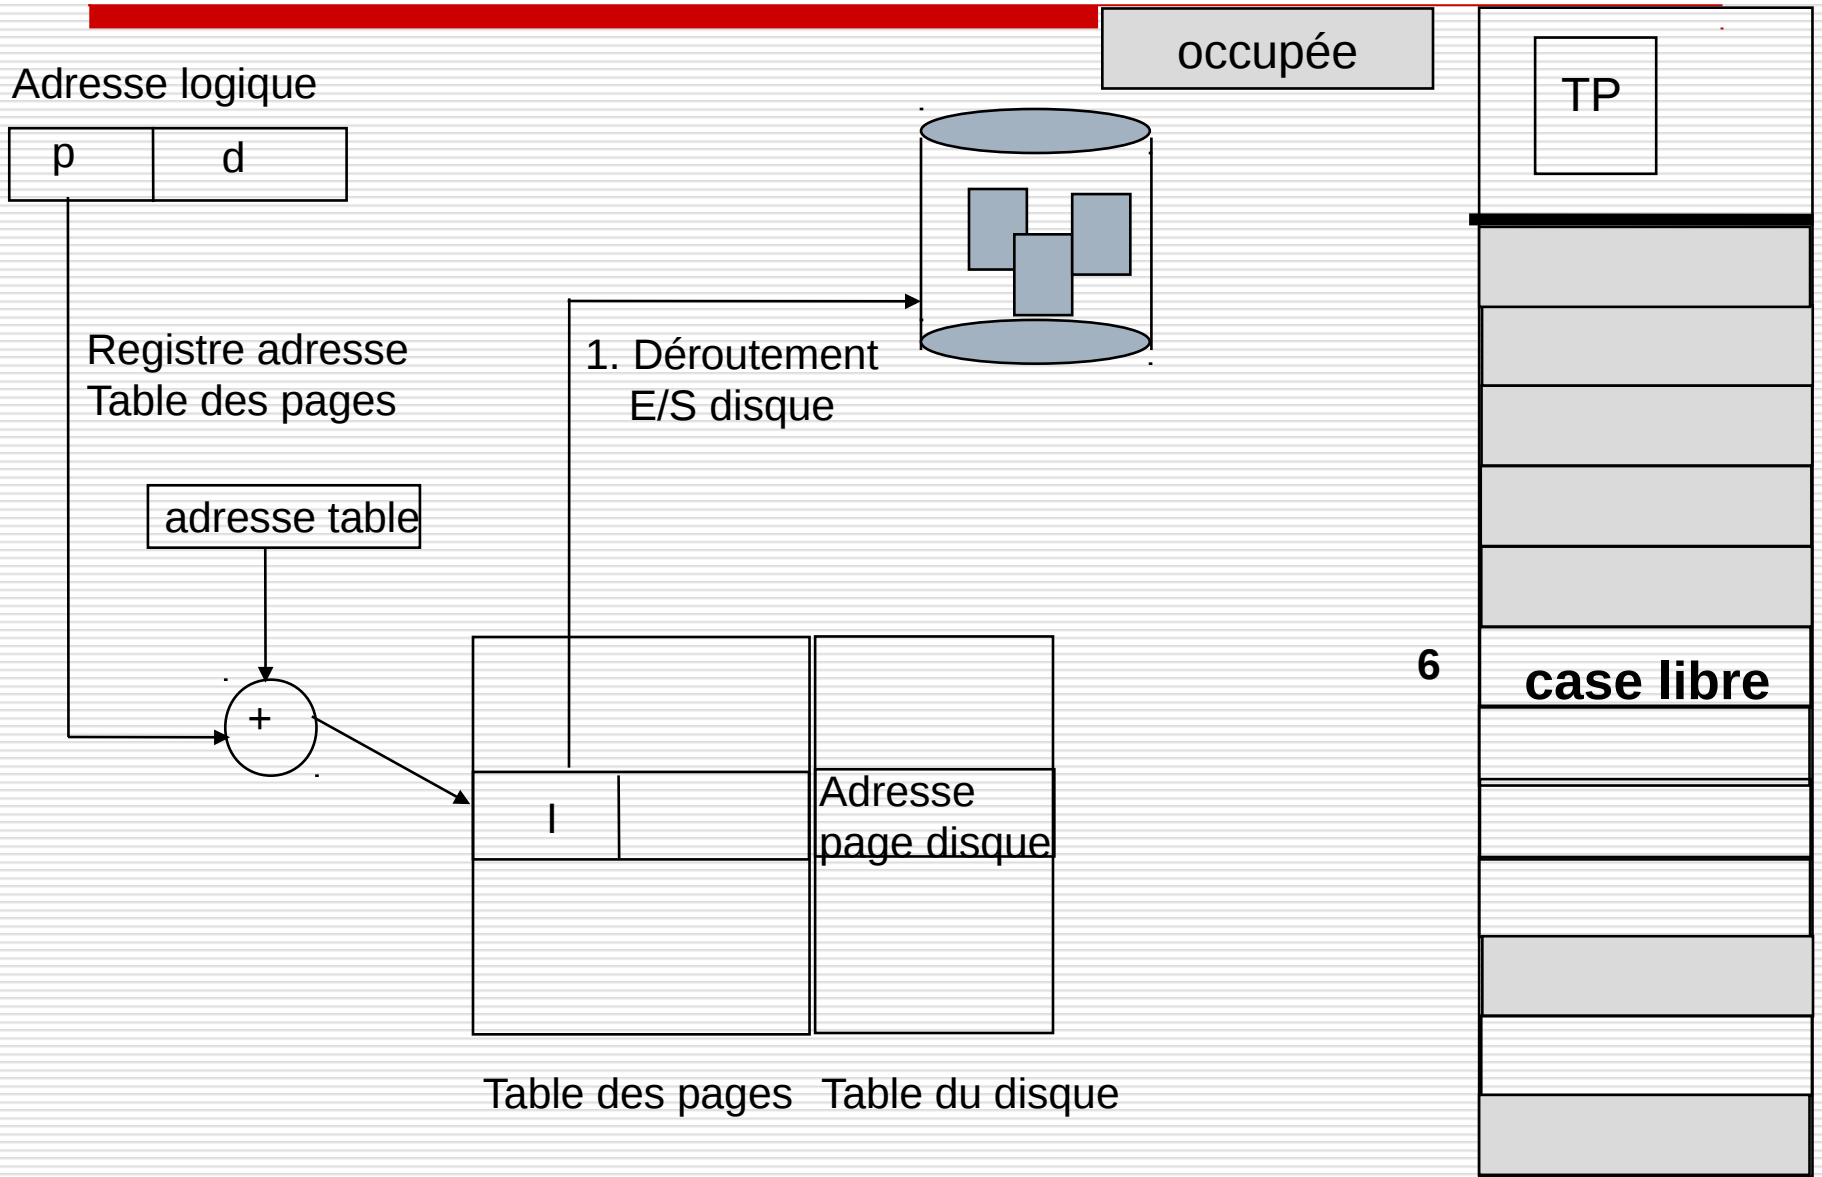 occupée
TP
Adresse logique
p
d
Registre adresse
Table des pages
1. Déroutement
E/S disque
adresse table
+
6
case libre
I
Adresse
page disque
Table des pages
Table du disque